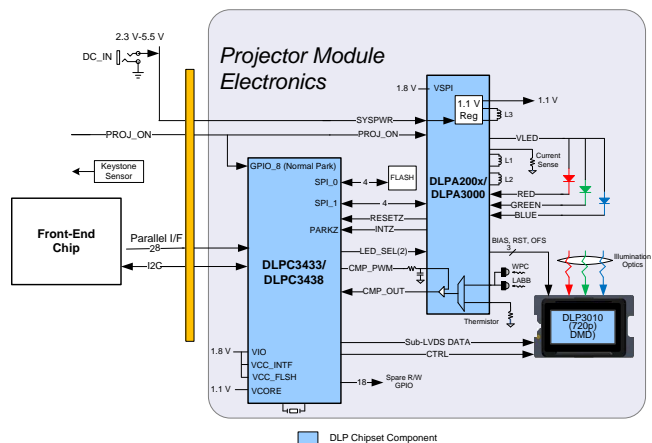 2.3 V-5.5 V
DC_IN
Projector Module
Electronics
1.8 V
VSPI
1.1 V
Reg
1.1 V
L3
SYSPWR
PROJ_ON
PROJ_ON
VLED
Keystone
Sensor
GPIO_8 (Normal Park)
SPI_0
4
FLASH
L1
Current
Sense
L2
DLPA200x/
DLPA3000
SPI_1
4
RED
GREEN
BLUE
RESETZ
PARKZ
INTZ
Front-End
Chip
Parallel I/F
28
I2C
DLPC3433/
DLPC3438
LED_SEL(2)
BIAS, RST, OFS
3
Illumination
Optics
CMP_PWM
WPC
LABB
CMP_OUT
Thermistor
DLP3010
(720p
DMD)
Sub-LVDS DATA
CTRL
1.8 V
VIO
VCC_INTF
VCC_FLSH
1.1 V
VCORE
18
Spare R/W
GPIO
DLP Chipset Component